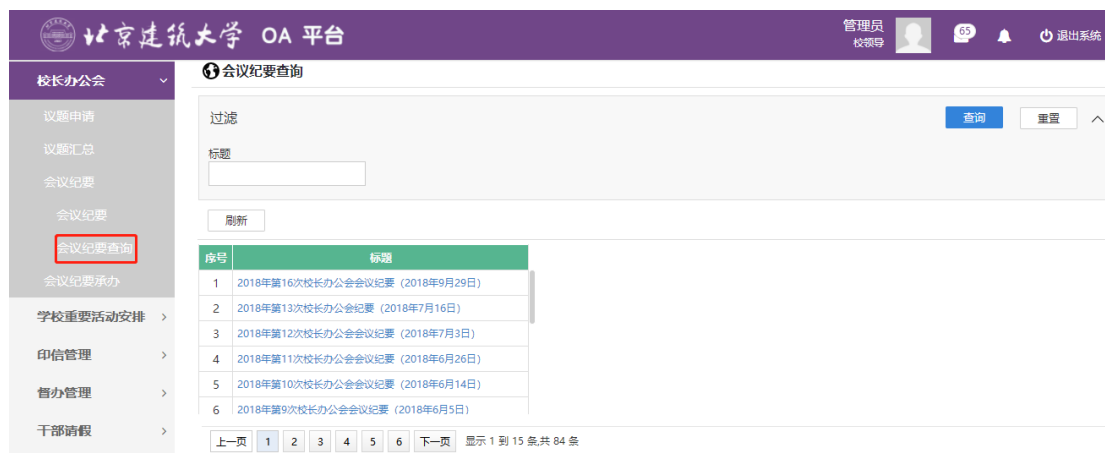 北京建筑大学 OA 平台
管理员
校领导
65
退出系统
校长办公会
议题申请
议题汇总
会议纪要
会议纪要
会议纪要查询
会议纪要承办
学校重要活动安排
印信管理
督办管理
干部请假
会议纪要查询
过滤
查询
重置
标题
刷新
序号 标题
1 2018年第16次校长办公会会议纪要（2018年9月29日）
2 2018年第13次校长办公会纪要（2018年7月16日）
3 2018年第12次校长办公会会议纪要（2018年7月3日）
4 2018年第11次校长办公会会议纪要（2018年6月26日）
5 2018年第10次校长办公会会议纪要（2018年6月14日）
6 2018年第9次校长办公会会议纪要（2018年6月5日）
上一页 1 2 3 4 5 6 下一页 显示 1 到 15 条,共 84 条